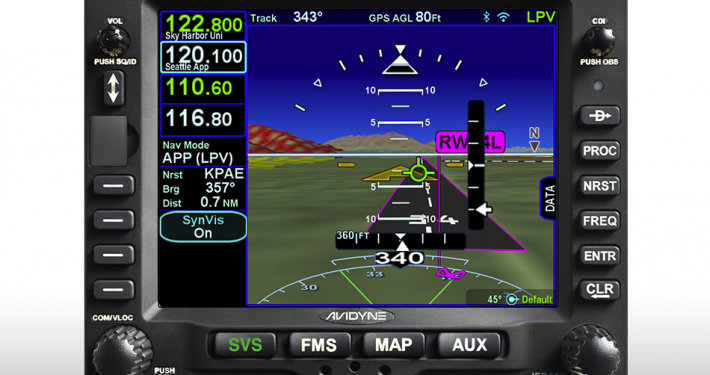 VOL
PUSH SQ/ID
122.800
Sky Harbor Uni
120.100
Seattle App
110.60
116.80
Nav Mode
APP (LPV)
Nrst KPAE
Brg 357°
Dist 0.7 NM
SynVis
On
Track 343°
GPS AGL 80Ft
LPV
10 10
5 5
10 10
N
DATA
360 FT
340
30
33
45° Default
CDI
PUSH OBS
D
PROC
NRST
FREQ
ENTR
CLR
COM/VLOC
PUSH
AVIDYNE
SVS
FMS
MAP
AUX